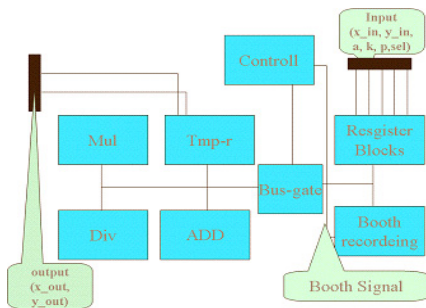 Input
(x_in, y_in,
a, k, p,sel)
Controll
Mul
Tmp-r
Resgister
Blocks
Bus-gate
Div
ADD
Booth
recordeing
output
(x_out,
y_out)
Booth Signal